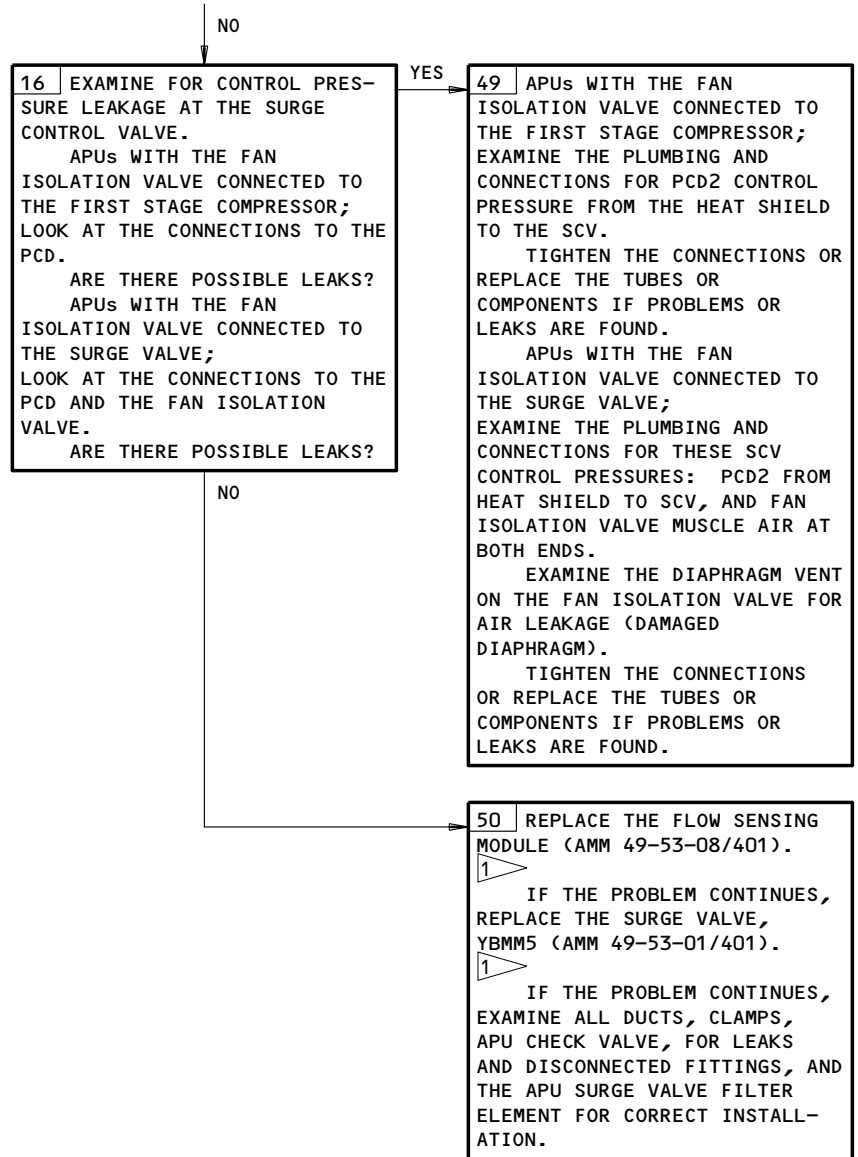 NO
16 EXAMINE FOR CONTROL PRES-
SURE LEAKAGE AT THE SURGE
CONTROL VALVE.
APUs WITH THE FAN
ISOLATION VALVE CONNECTED TO
THE FIRST STAGE COMPRESSOR;
LOOK AT THE CONNECTIONS TO THE
PCD.
ARE THERE POSSIBLE LEAKS?
APUs WITH THE FAN
ISOLATION VALVE CONNECTED TO
THE SURGE VALVE;
LOOK AT THE CONNECTIONS TO THE
PCD AND THE FAN ISOLATION
VALVE.
ARE THERE POSSIBLE LEAKS?
YES
49 APUs WITH THE FAN
ISOLATION VALVE CONNECTED TO
THE FIRST STAGE COMPRESSOR;
EXAMINE THE PLUMBING AND
CONNECTIONS FOR PCD2 CONTROL
PRESSURE FROM THE HEAT SHIELD
TO THE SCV.
TIGHTEN THE CONNECTIONS OR
REPLACE THE TUBES OR
COMPONENTS IF PROBLEMS OR
LEAKS ARE FOUND.
APUs WITH THE FAN
ISOLATION VALVE CONNECTED TO
THE SURGE VALVE;
EXAMINE THE PLUMBING AND
CONNECTIONS FOR THESE SCV
CONTROL PRESSURES: PCD2 FROM
HEAT SHIELD TO SCV, AND FAN
ISOLATION VALVE MUSCLE AIR AT
BOTH ENDS.
EXAMINE THE DIAPHRAGM VENT
ON THE FAN ISOLATION VALVE FOR
AIR LEAKAGE (DAMAGED
DIAPHRAGM).
TIGHTEN THE CONNECTIONS
OR REPLACE THE TUBES OR
COMPONENTS IF PROBLEMS OR
LEAKS ARE FOUND.
NO
50 REPLACE THE FLOW SENSING
MODULE (AMM 49-53-08/401).
1
IF THE PROBLEM CONTINUES,
REPLACE THE SURGE VALVE,
YBMM5 (AMM 49-53-01/401).
1
IF THE PROBLEM CONTINUES,
EXAMINE ALL DUCTS, CLAMPS,
APU CHECK VALVE, FOR LEAKS
AND DISCONNECTED FITTINGS, AND
THE APU SURGE VALVE FILTER
ELEMENT FOR CORRECT INSTALL-
ATION.